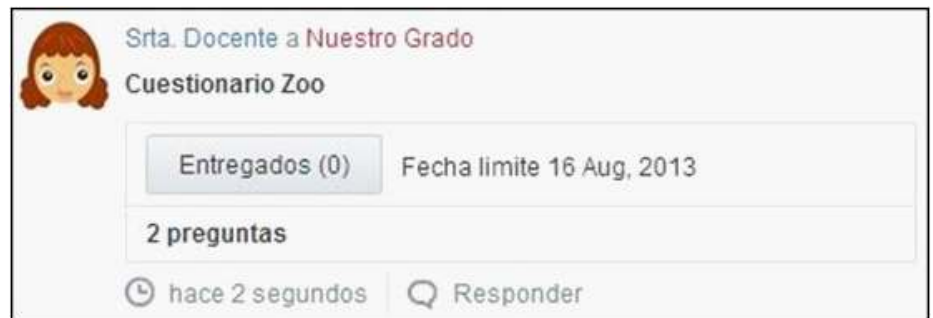 Srta. Docente a Nuestro Grado
Cuestionario Zoo
Entregados (0) Fecha limite 16 Aug, 2013
2 preguntas
hace 2 segundos Responder